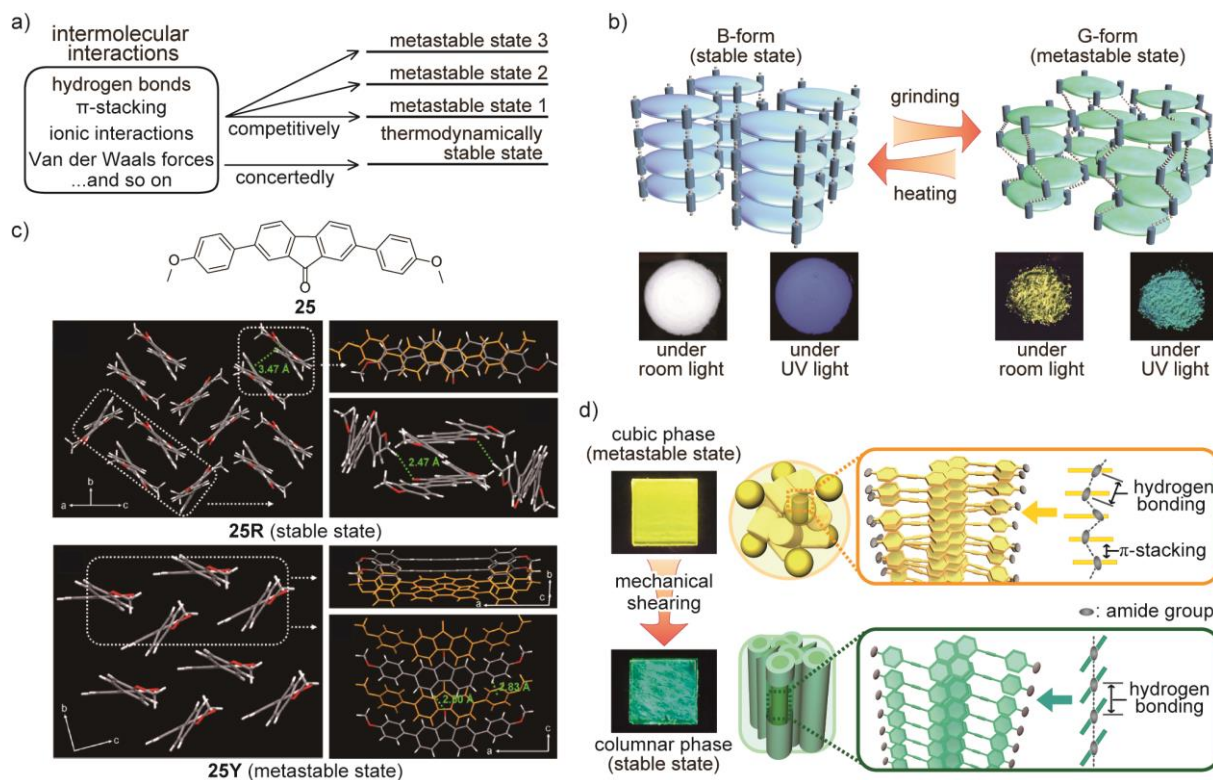 a)
intermolecular
interactions
hydrogen bonds
π-stacking
ionic interactions
Van der Waals forces
...and so on
competitively
concertedly
metastable state 3
metastable state 2
metastable state 1
thermodynamically
stable state
b)
B-form
(stable state)
G-form
(metastable state)
grinding
heating
under
room light
under
UV light
under
room light
under
UV light
c)
O
O
O
25
3.47 Å
2.47 Å
b
a
c
25R (stable state)
b
c
a
b
c
2.83 Å
2.90 Å
a
c
25Y (metastable state)
d)
cubic phase
(metastable state)
mechanical
shearing
columnar phase
(stable state)
hydrogen
bonding
π-stacking
: amide group
hydrogen
bonding